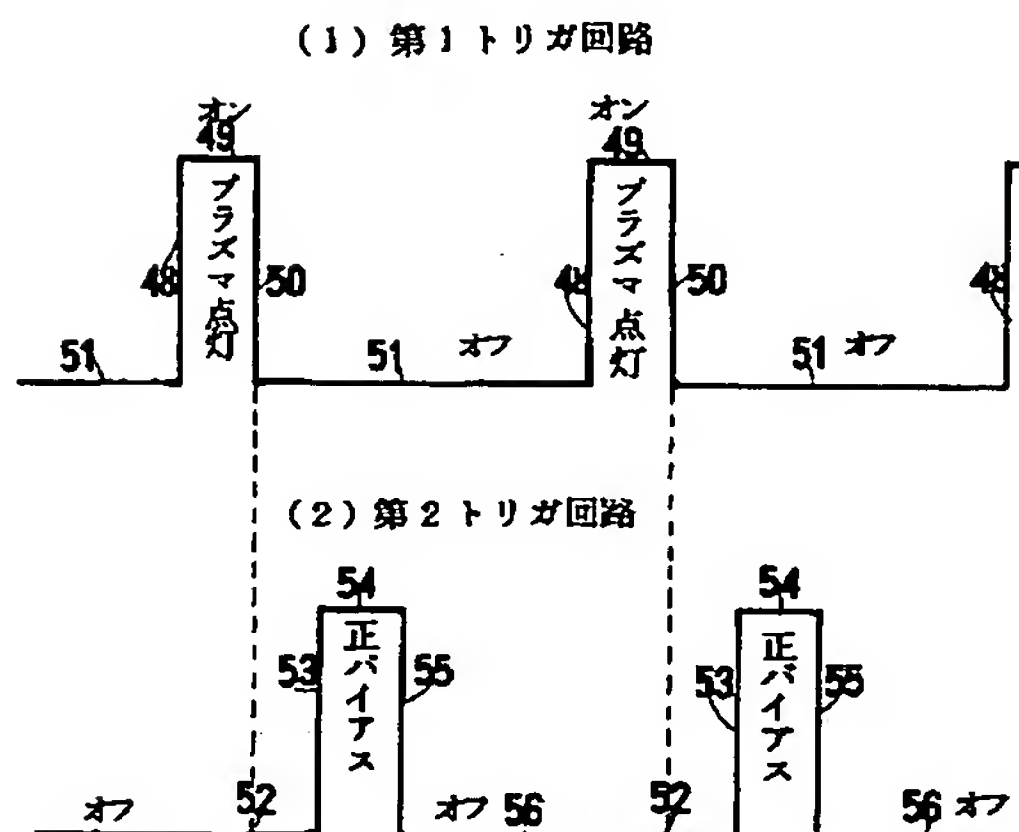 (1)第1トリガ回路
オン オン
49 49
プラズマ点灯 プラズマ点灯
48 50 48 50 48
51 51 オフ 51 オフ
(2)第2トリガ回路
54 54
正バイアス 正バイアス
53 55 53 55
オフ 52 オフ 56 52 56 オフ